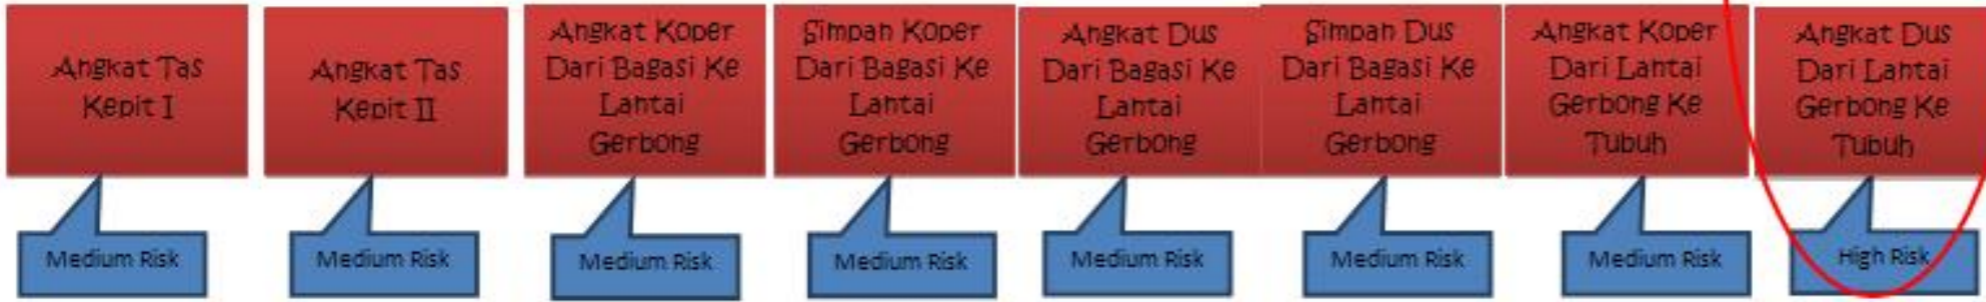 Angkat Tas
Kepit I
Angkat Tas
Kepit II
Angkat Koper
Dari Bagasi Ke
Lantai
Gerbong
Simpan Koper
Dari Bagasi Ke
Lantai
Gerbong
Angkat Dus
Dari Bagasi Ke
Lantai
Gerbong
Simpan Dus
Dari Bagasi Ke
Lantai
Gerbong
Angkat Koper
Dari Lantai
Gerbong Ke
Tubuh
Angkat Dus
Dari Lantai
Gerbong Ke
Tubuh
Medium Risk
Medium Risk
Medium Risk
Medium Risk
Medium Risk
Medium Risk
Medium Risk
High Risk